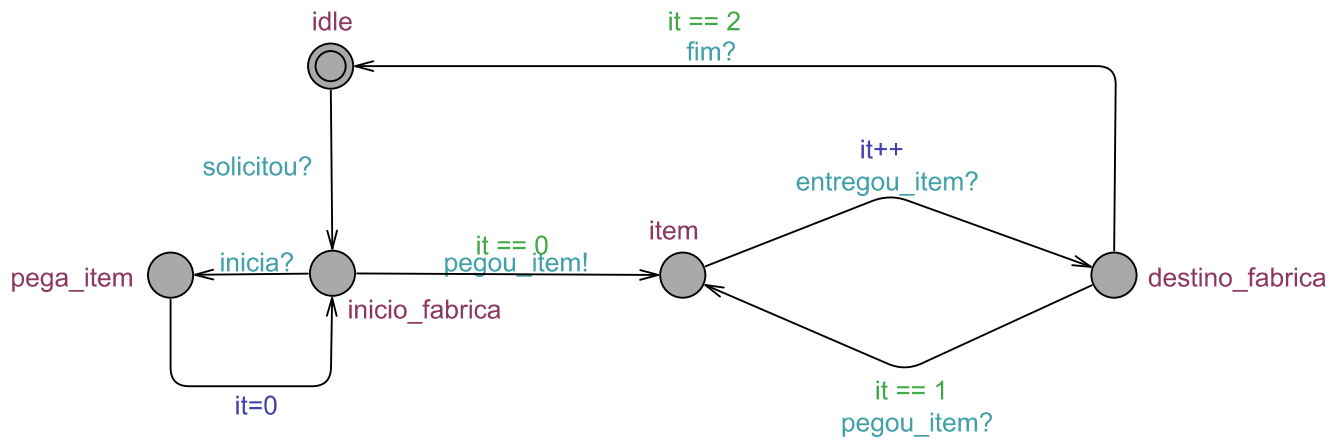 idle
it == 2
fim?
solicitou?
it++
entregou_item?
item
it == 0
pegou_item!
inicia?
pega_item
inicio_fabrica
destino_fabrica
it=0
it == 1
pegou_item?